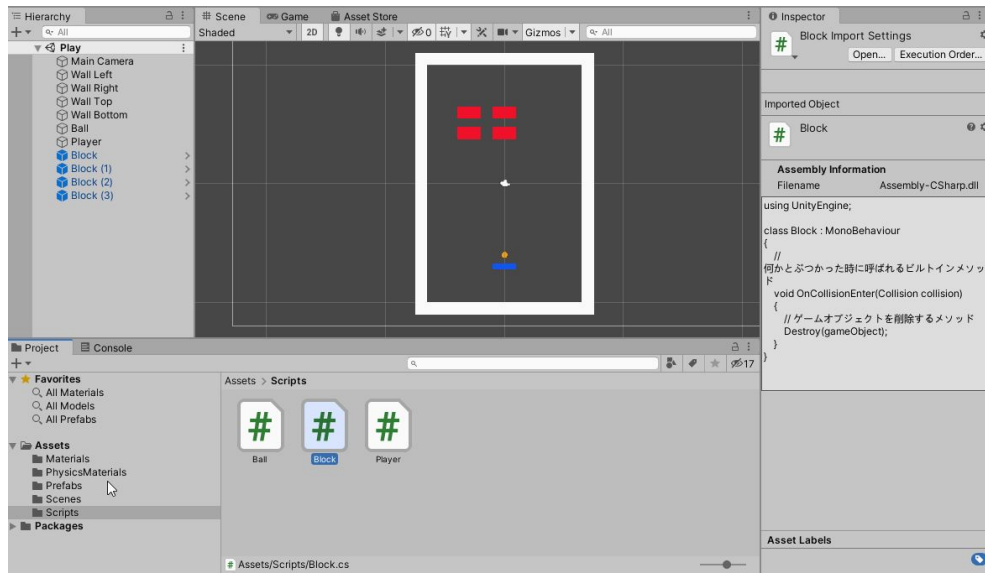 Hierarchy
All
Play
Main Camera
Wall Left
Wall Right
Wall Top
Wall Bottom
Ball
Player
Block
Block (1)
Block (2)
Block (3)
Scene Game Asset Store
Shaded 2D 0 Gizmos All
Inspector
Block Import Settings
Open... Execution Order...
Imported Object
Block
Assembly Information
Filename Assembly-CSharp.dll
using UnityEngine;
class Block : MonoBehaviour
{
//
何かとぶつかった時に呼ばれるビルトインメソッ
ド
void OnCollisionEnter(Collision collision)
{
// ゲームオブジェクトを削除するメソッド
Destroy(gameObject);
}
}
Asset Labels
Project Console
17
Favorites
All Materials
All Models
All Prefabs
Assets
Materials
PhysicsMaterials
Prefabs
Scenes
Scripts
Packages
Assets > Scripts
# # #
Ball Block Player
Assets/Scripts/Block.cs